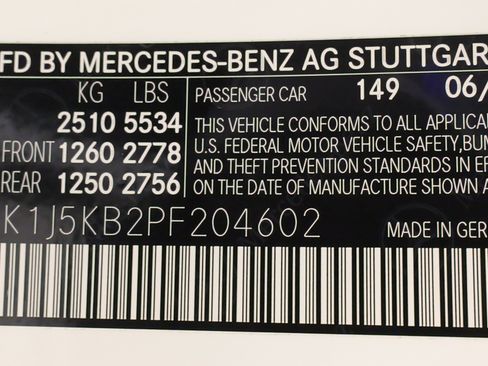 FD BY MERCEDES-BENZ AG STUTTGAR
KG LBS PASSENGER CAR 149 06/
2510 5534 THIS VEHICLE CONFORMS TO ALL APPLICA
FRONT 1260 2778 U.S. FEDERAL MOTOR VEHICLE SAFETY, BUM
REAR 1250 2756 AND THEFT PREVENTION STANDARDS IN EF
ON THE DATE OF MANUFACTURE SHOWN A
K1J5KB2PF204602 MADE IN GER